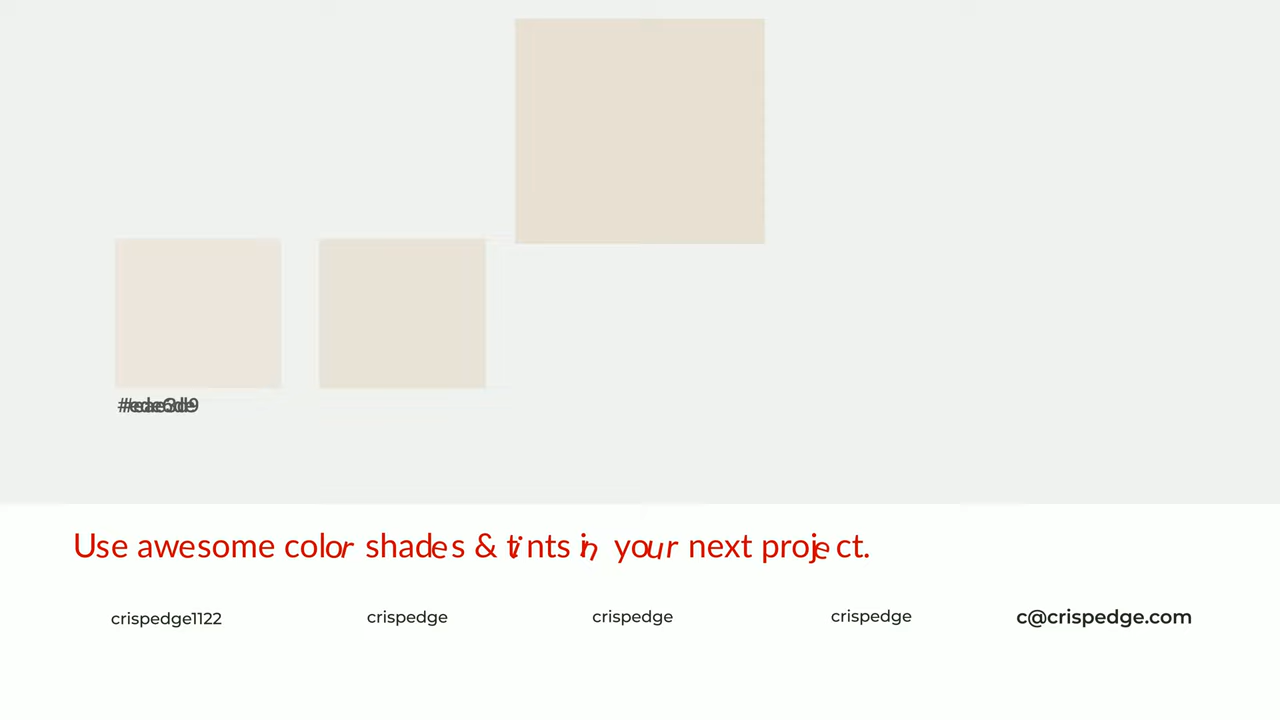 Use awesome color shades & tints in your next project.
crispedge1122 crispedge crispedge crispedge c@crispedge.com